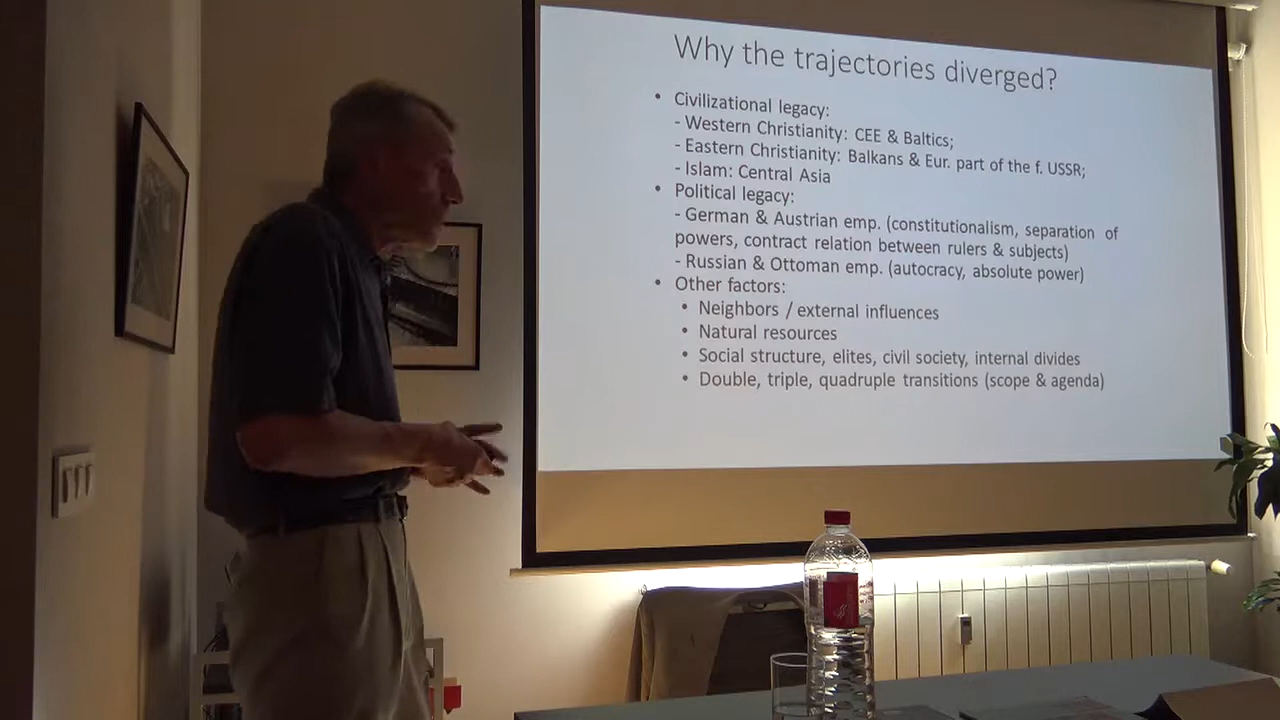 Why the trajectories diverged?
• Civilizational legacy:
- Western Christianity: CEE & Baltics;
- Eastern Christianity: Balkans & Eur. part of the f. USSR;
- Islam: Central Asia
• Political legacy:
- German & Austrian emp. (constitutionalism, separation of
powers, contract relation between rulers & subjects)
- Russian & Ottoman emp. (autocracy, absolute power)
• Other factors:
• Neighbors / external influences
• Natural resources
• Social structure, elites, civil society, internal divides
• Double, triple, quadruple transitions (scope & agenda)